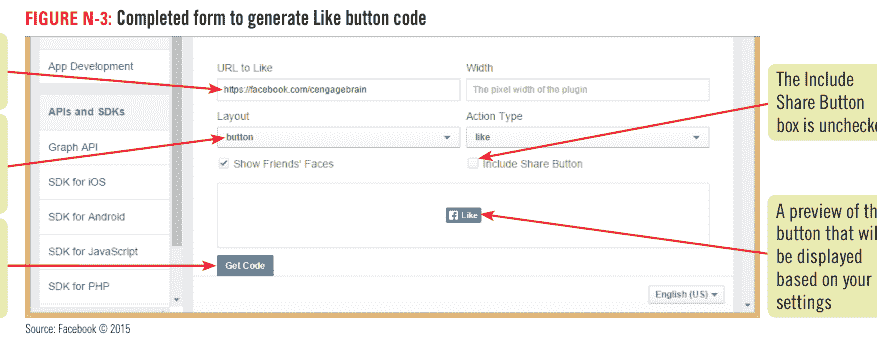 FIGURE N-3: Completed form to generate Like button code
App Development
APIs and SDKs
Graph API
SDK for iOS
SDK for Android
SDK for JavaScript
SDK for PHP
URL to Like
https://facebook.com/cengagebrain
Width
The pixel width of the plugin
Layout
button
Action Type
like
Show Friends' Faces
Include Share Button
Like
Get Code
English (US)
The Include
Share Button
box is unchecke
A preview of th
button that wil
be displayed
based on your
settings
Source: Facebook © 2015